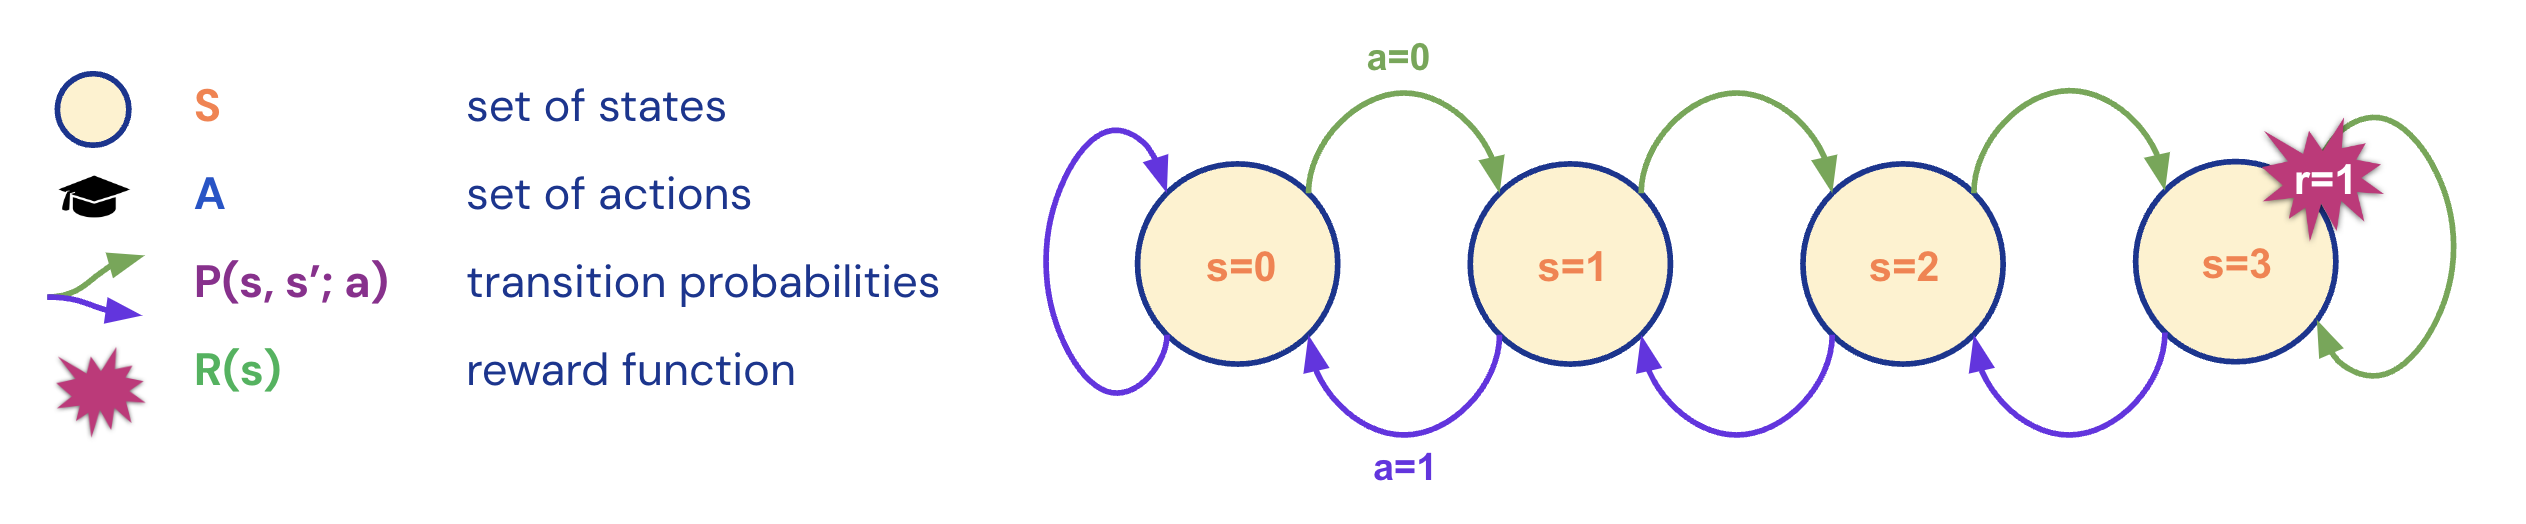 S set of states
A set of actions
P(s, s′; a) transition probabilities
R(s) reward function
a=0
s=0 s=1 s=2 s=3
r=1
a=1